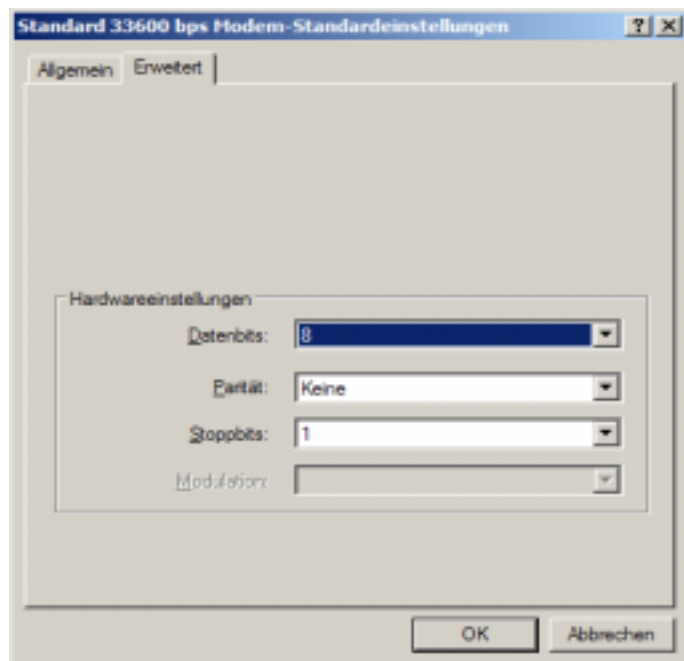 Standard 33600 bps Modem-Standardeinstellungen
Allgemein Erweitert
Hardwareeinstellungen
Datenbits: 8
Parität: Keine
Stoppbits: 1
Modulation:
OK Abbrechen